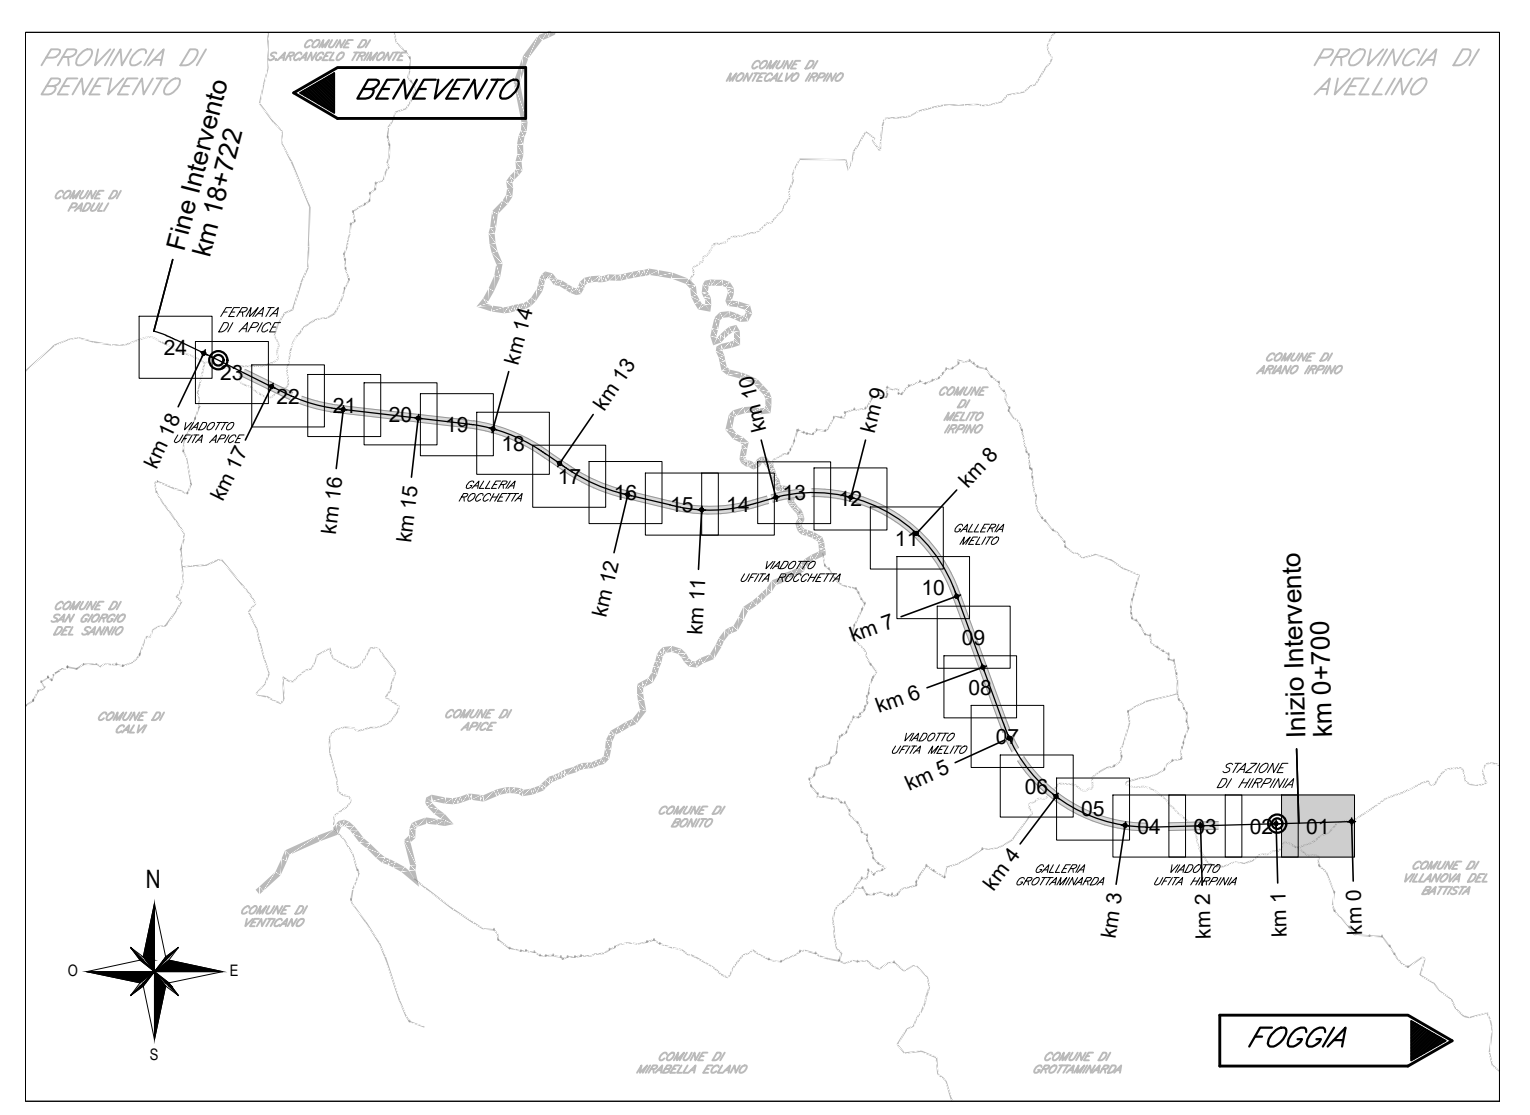 PROVINCIA DI
BENEVENTO
COMUNE DI
S.ARCANGELO TRIMONTE
BENEVENTO
COMUNE DI
MONTECALVO IRPINO
PROVINCIA DI
AVELLINO
Fine Intervento
km 18+722
COMUNE DI
PADULI
FERMATA
DI APICE
COMUNE DI
ARIANO IRPINO
COMUNE
DI
MELITO
IRPINO
24
23
22
21
20
19
18
17
16
15
14
13
12
11
10
09
08
07
06
05
04
03
02
01
km 18
km 17
km 16
km 15
km 14
km 13
km 12
km 11
km 10
km 9
km 8
km 7
km 6
km 5
km 4
km 3
km 2
km 1
km 0
VIADOTTO
UFITA APICE
GALLERIA
ROCCHETTA
GALLERIA
MELITO
VIADOTTO
UFITA ROCCHETTA
Inizio Intervento
km 0+700
COMUNE DI
SAN GIORGIO
DEL SANNIO
COMUNE DI
CALVI
COMUNE DI
APICE
VIADOTTO
UFITA MELITO
STAZIONE
DI HIRPINIA
COMUNE DI
BONITO
GALLERIA
GROTTAMINARDA
VIADOTTO
UFITA HIRPINIA
COMUNE DI
VILLANOVA DEL
BATTISTA
COMUNE DI
VENTICANO
N
O
E
S
FOGGIA
COMUNE DI
MIRABELLA ECLANO
COMUNE DI
GROTTAMINARDA